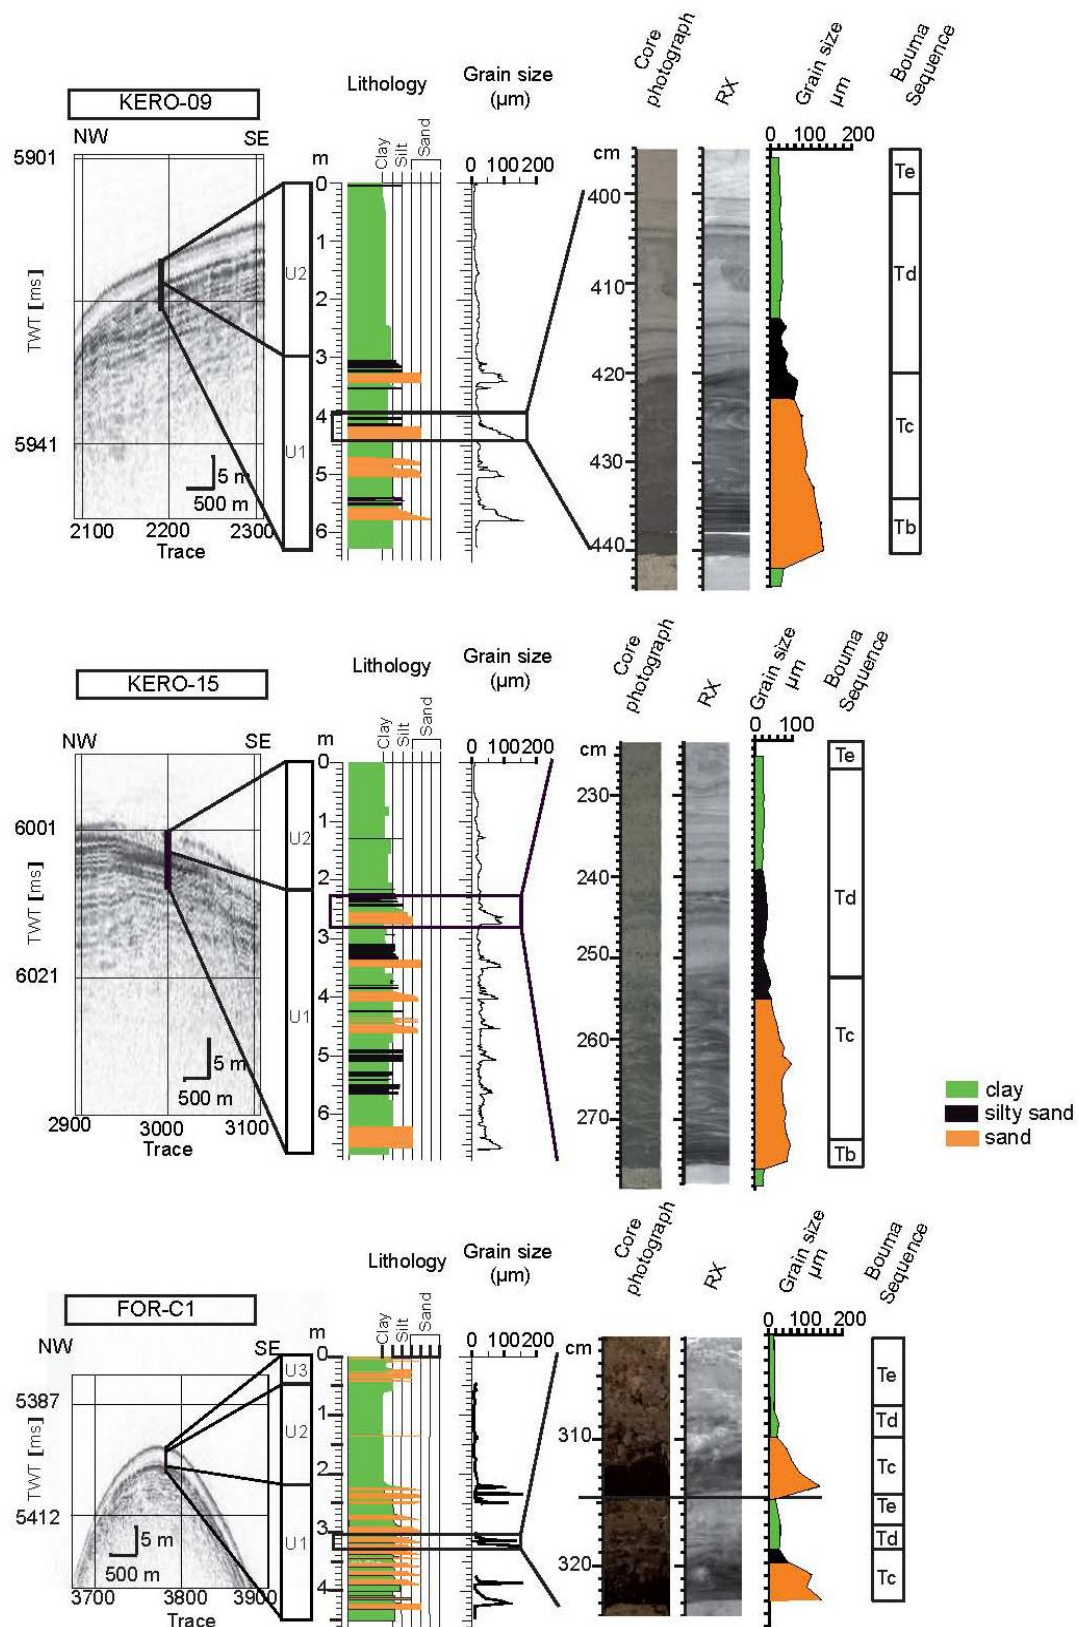 KERO-09
NW SE
5901
5941
TWT [ms]
5 m
500 m
2100 2200 2300
Trace
m
0
1
2
3
4
5
6
U2
U1
Lithology
Clay
Silt
Sand
Grain size
(µm)
0 100 200
cm
400
410
420
430
440
Core
photograph
RX
Grain size
µm
0 100 200
Bouma
Sequence
Te
Td
Tc
Tb
KERO-15
NW SE
6001
6021
TWT [ms]
5 m
500 m
2900 3000 3100
Trace
m
0
1
2
3
4
5
6
U2
U1
Lithology
Clay
Silt
Sand
Grain size
(µm)
0 100 200
cm
230
240
250
260
270
Core
photograph
RX
Grain size
µm
0 100
Bouma
Sequence
Te
Td
Tc
Tb
clay
silty sand
sand
FOR-C1
NW SE
5387
5412
TWT [ms]
5 m
500 m
3700 3800 3900
Trace
m
0
1
2
3
4
U3
U2
U1
Lithology
Clay
Silt
Sand
Grain size
(µm)
0 100 200
cm
310
320
Core
photograph
RX
Grain size
µm
0 100 200
Bouma
Sequence
Te
Td
Tc
Te
Td
Tc